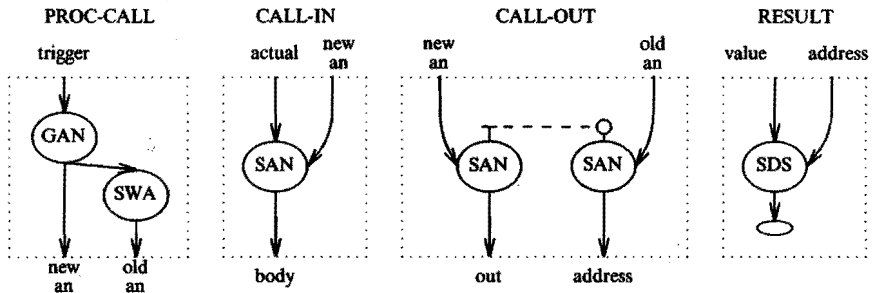 PROC-CALL
CALL-IN
CALL-OUT
RESULT
trigger
actual
new
an
new
an
old
an
value
address
GAN
SWA
SAN
SAN
SAN
SDS
new
an
old
an
body
out
address